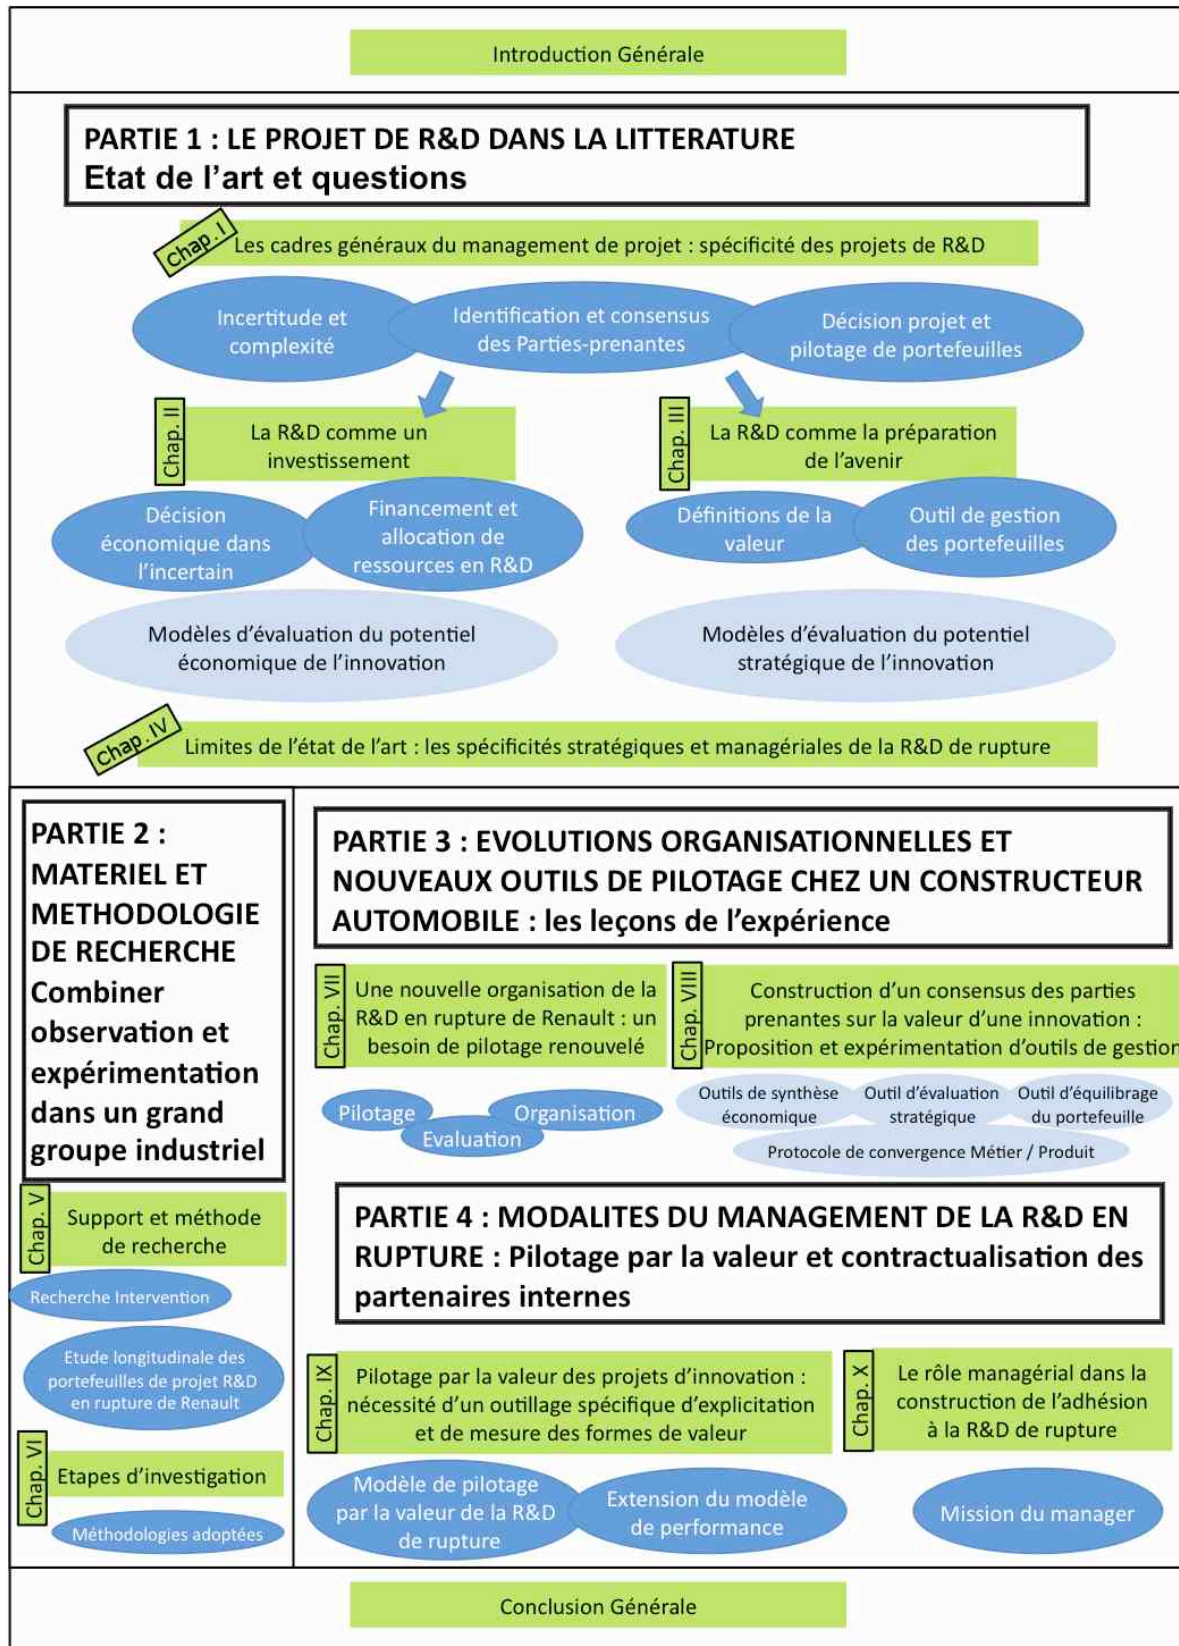 Introduction Générale
PARTIE 1 : LE PROJET DE R&D DANS LA LITTERATURE
Etat de l'art et questions
Chap. I
Les cadres généraux du management de projet : spécificité des projets de R&D
Incertitude et
complexité
Identification et consensus
des Parties-prenantes
Décision projet et
pilotage de portefeuilles
Chap. II
La R&D comme un
investissement
Chap. III
La R&D comme la préparation
de l'avenir
Décision
économique dans
l'incertain
Financement et
allocation de
ressources en R&D
Définitions de la
valeur
Outil de gestion
des portefeuilles
Modèles d'évaluation du potentiel
économique de l'innovation
Modèles d'évaluation du potentiel
stratégique de l'innovation
Chap. IV
Limites de l'état de l'art : les spécificités stratégiques et managériales de la R&D de rupture
PARTIE 2 :
MATERIEL ET
METHODOLOGIE
DE RECHERCHE
Combiner
observation et
expérimentation
dans un grand
groupe industriel
Chap. V
Support et méthode
de recherche
Recherche Intervention
Etude longitudinale des
portefeuilles de projet R&D
en rupture de Renault
Chap. VI
Etapes d'investigation
Méthodologies adoptées
PARTIE 3 : EVOLUTIONS ORGANISATIONNELLES ET
NOUVEAUX OUTILS DE PILOTAGE CHEZ UN CONSTRUCTEUR
AUTOMOBILE : les leçons de l'expérience
Chap. VII
Une nouvelle organisation de la
R&D en rupture de Renault : un
besoin de pilotage renouvelé
Pilotage
Evaluation
Organisation
Chap. VIII
Construction d'un consensus des parties
prenantes sur la valeur d'une innovation :
Proposition et expérimentation d'outils de gestion
Outils de synthèse
économique
Outil d'évaluation
stratégique
Outil d'équilibrage
du portefeuille
Protocole de convergence Métier / Produit
PARTIE 4 : MODALITES DU MANAGEMENT DE LA R&D EN
RUPTURE : Pilotage par la valeur et contractualisation des
partenaires internes
Chap. IX
Pilotage par la valeur des projets d'innovation :
nécessité d'un outillage spécifique d'explicitation
et de mesure des formes de valeur
Modèle de pilotage
par la valeur de la R&D
de rupture
Extension du modèle
de performance
Chap. X
Le rôle managérial dans la
construction de l'adhésion
à la R&D de rupture
Mission du manager
Conclusion Générale